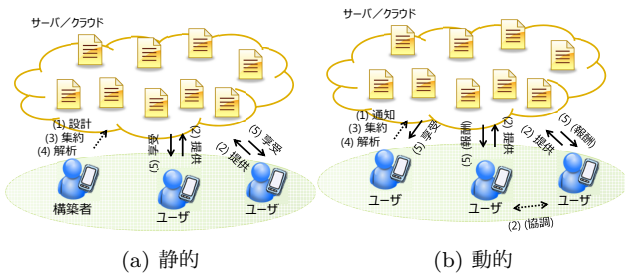 サーバ／クラウド
(1) 設計
(3) 集約
(4) 解析
(5) 享受
(2) 提供
(5) 享受
(2) 提供
構築者
ユーザ
ユーザ
(a) 静的
サーバ／クラウド
(1) 通知
(3) 集約
(4) 解析
(5) 享受
(5) (報酬)
(2) 提供
(5) (報酬)
(2) 提供
ユーザ
ユーザ
ユーザ
(2) (協調)
(b) 動的